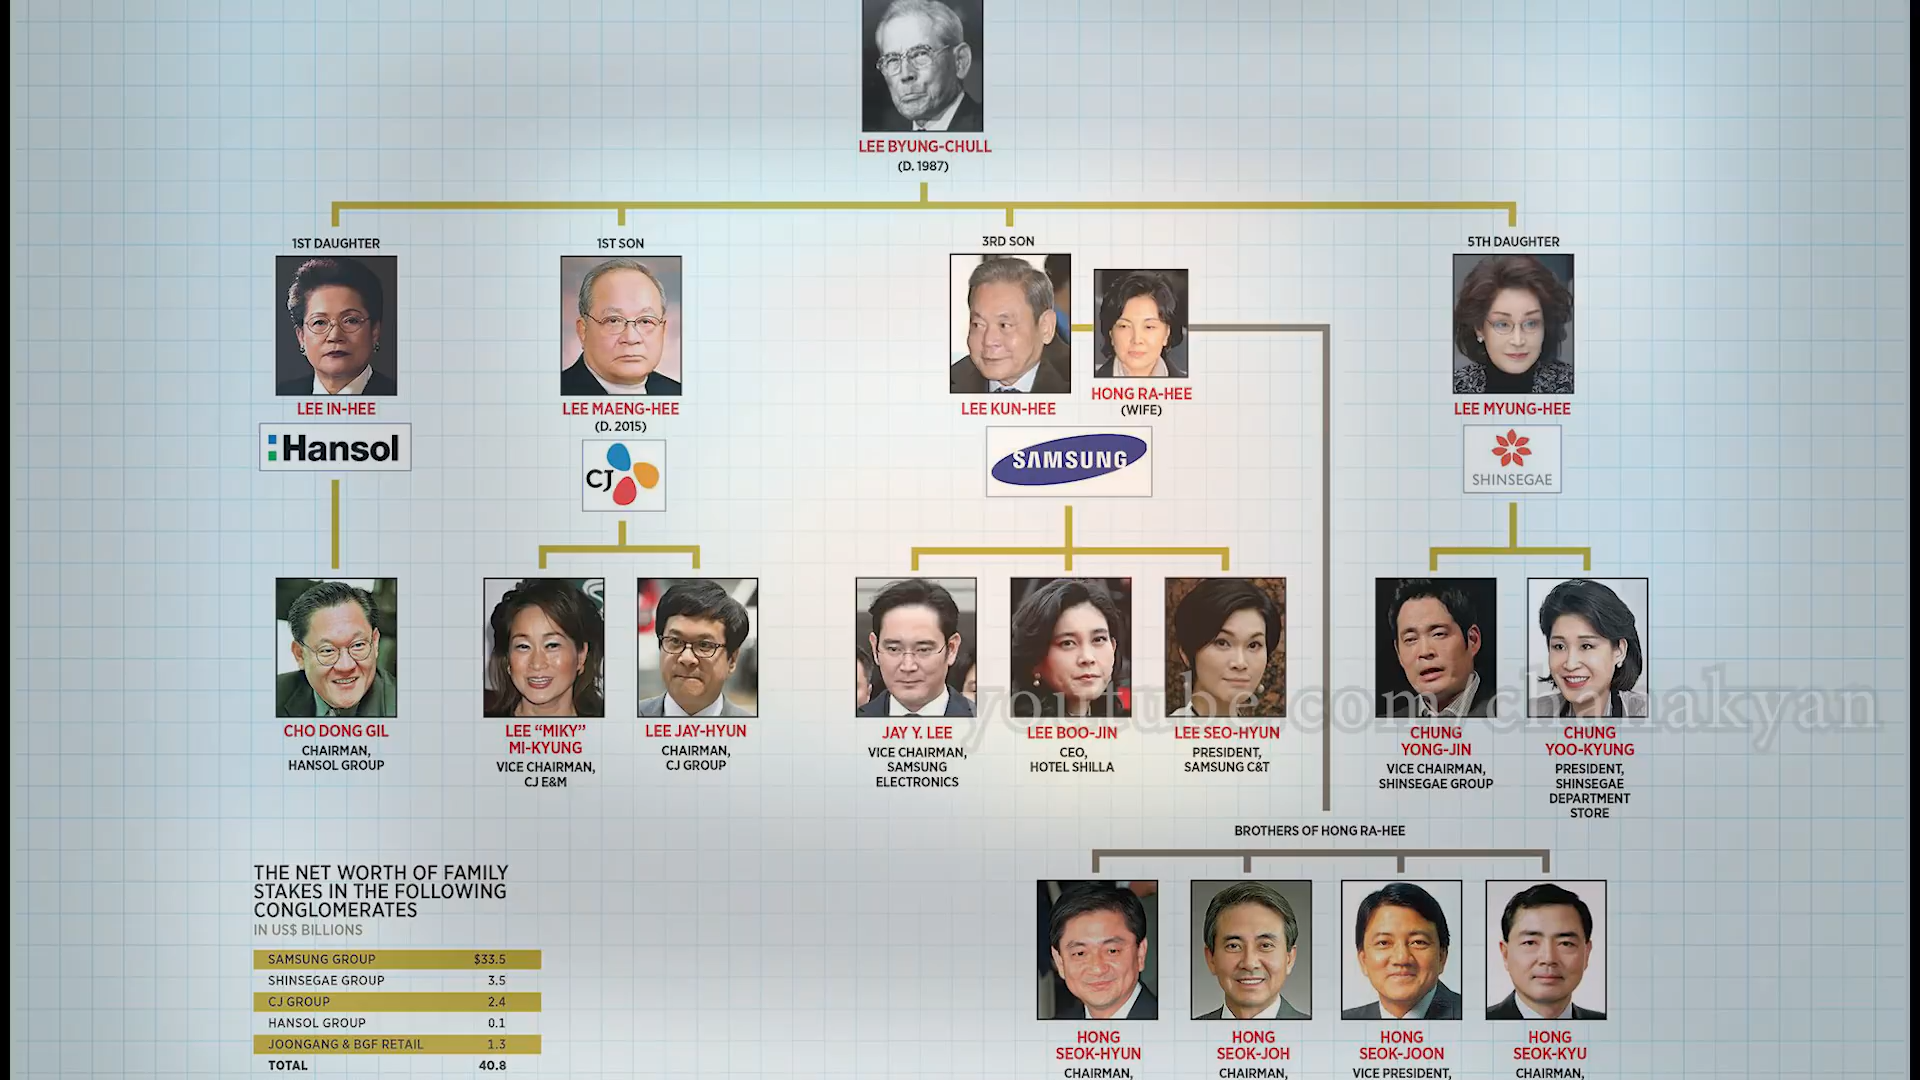 LEE BYUNG-CHULL
(D. 1987)
1ST DAUGHTER
1ST SON
3RD SON
5TH DAUGHTER
LEE IN-HEE
LEE MAENG-HEE
(D. 2015)
LEE KUN-HEE
HONG RA-HEE
(WIFE)
LEE MYUNG-HEE
Hansol
CJ
SAMSUNG
SHINSEGAE
CHO DONG GIL
CHAIRMAN,
HANSOL GROUP
LEE “MIKY”
MI-KYUNG
VICE CHAIRMAN,
CJ E&M
LEE JAY-HYUN
CHAIRMAN,
CJ GROUP
JAY Y. LEE
VICE CHAIRMAN,
SAMSUNG
ELECTRONICS
LEE BOO-JIN
CEO,
HOTEL SHILLA
LEE SEO-HYUN
PRESIDENT,
SAMSUNG C&T
CHUNG
YONG-JIN
VICE CHAIRMAN,
SHINSEGAE GROUP
CHUNG
YOO-KYUNG
PRESIDENT,
SHINSEGAE
DEPARTMENT
STORE
youtube.com/chanakyan
BROTHERS OF HONG RA-HEE
HONG
SEOK-HYUN
CHAIRMAN,
HONG
SEOK-JOH
CHAIRMAN,
HONG
SEOK-JOON
VICE PRESIDENT,
HONG
SEOK-KYU
CHAIRMAN,
THE NET WORTH OF FAMILY
STAKES IN THE FOLLOWING
CONGLOMERATES
IN US$ BILLIONS
SAMSUNG GROUP $33.5
SHINSEGAE GROUP 3.5
CJ GROUP 2.4
HANSOL GROUP 0.1
JOONGANG & BGF RETAIL 1.3
TOTAL 40.8